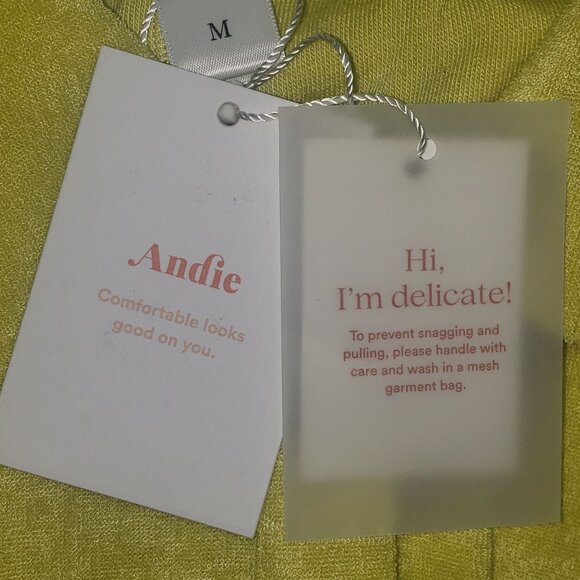 M
Andie
Comfortable looks
good on you.
Hi,
I'm delicate!
To prevent snagging and
pulling, please handle with
care and wash in a mesh
garment bag.